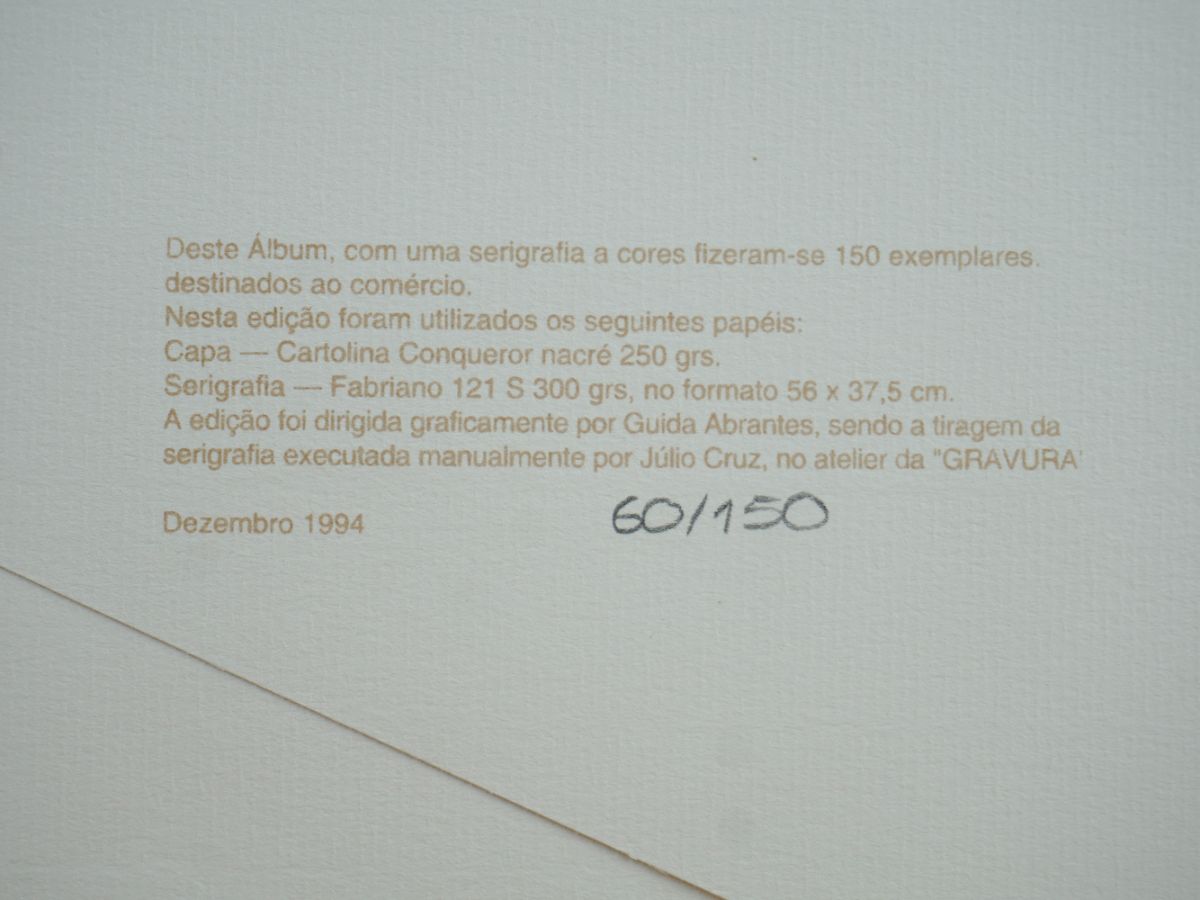 Deste Álbum, com uma serigrafia a cores fizeram-se 150 exemplares.
destinados ao comércio.
Nesta edição foram utilizados os seguintes papéis:
Capa — Cartolina Conqueror nacré 250 grs.
Serigrafia — Fabriano 121 S 300 grs, no formato 56 x 37,5 cm.
A edição foi dirigida graficamente por Guida Abrantes, sendo a tiragem da
serigrafia executada manualmente por Júlio Cruz, no atelier da "GRAVURA'
Dezembro 1994 60/150